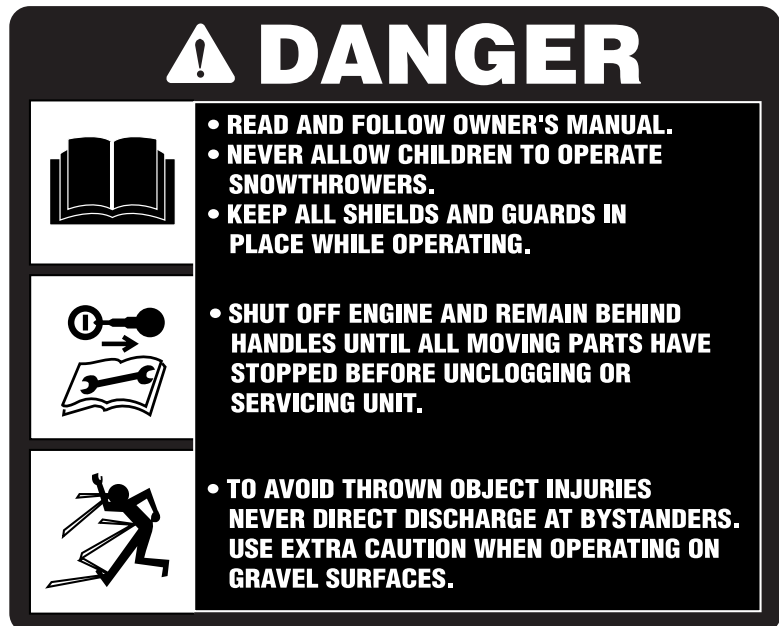 DANGER
• READ AND FOLLOW OWNER'S MANUAL.
• NEVER ALLOW CHILDREN TO OPERATE
SNOWTHROWERS.
• KEEP ALL SHIELDS AND GUARDS IN
PLACE WHILE OPERATING.
• SHUT OFF ENGINE AND REMAIN BEHIND
HANDLES UNTIL ALL MOVING PARTS HAVE
STOPPED BEFORE UNCLOGGING OR
SERVICING UNIT.
• TO AVOID THROWN OBJECT INJURIES
NEVER DIRECT DISCHARGE AT BYSTANDERS.
USE EXTRA CAUTION WHEN OPERATING ON
GRAVEL SURFACES.